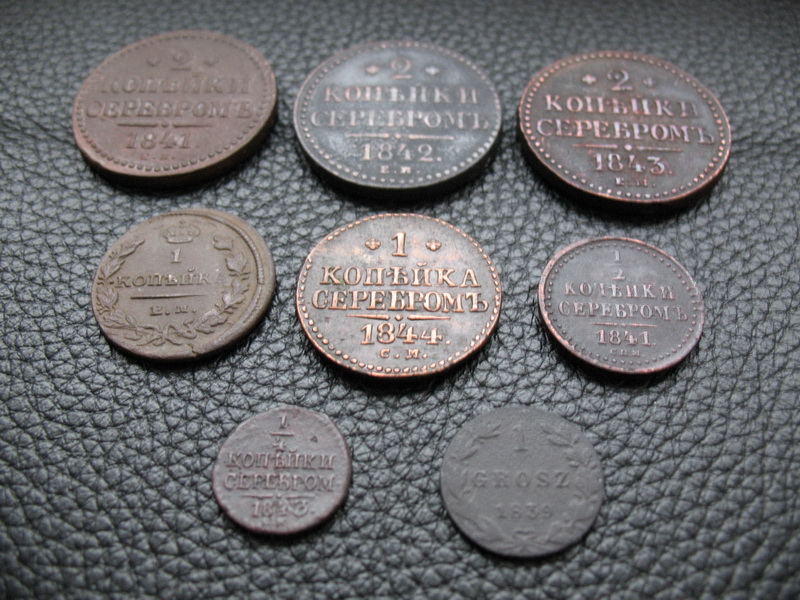 2
КОПѢЙКИ
СЕРЕБРОМЪ
1841
2
КОПѢЙКИ
СЕРЕБРОМЪ
1842.
Е.М.
2
КОПѢЙКИ
СЕРЕБРОМЪ
1843.
Е.М.
1
КОПѢЙКА
Е.М.
1
КОПѢЙКА
СЕРЕБРОМЪ
1844.
С.М.
1
2
КОПѢЙКИ
СЕРЕБРОМЪ
1841.
С.П.М.
1
4
КОПѢЙКИ
СЕРЕБРОМ
1843.
1
GROSZ
1839